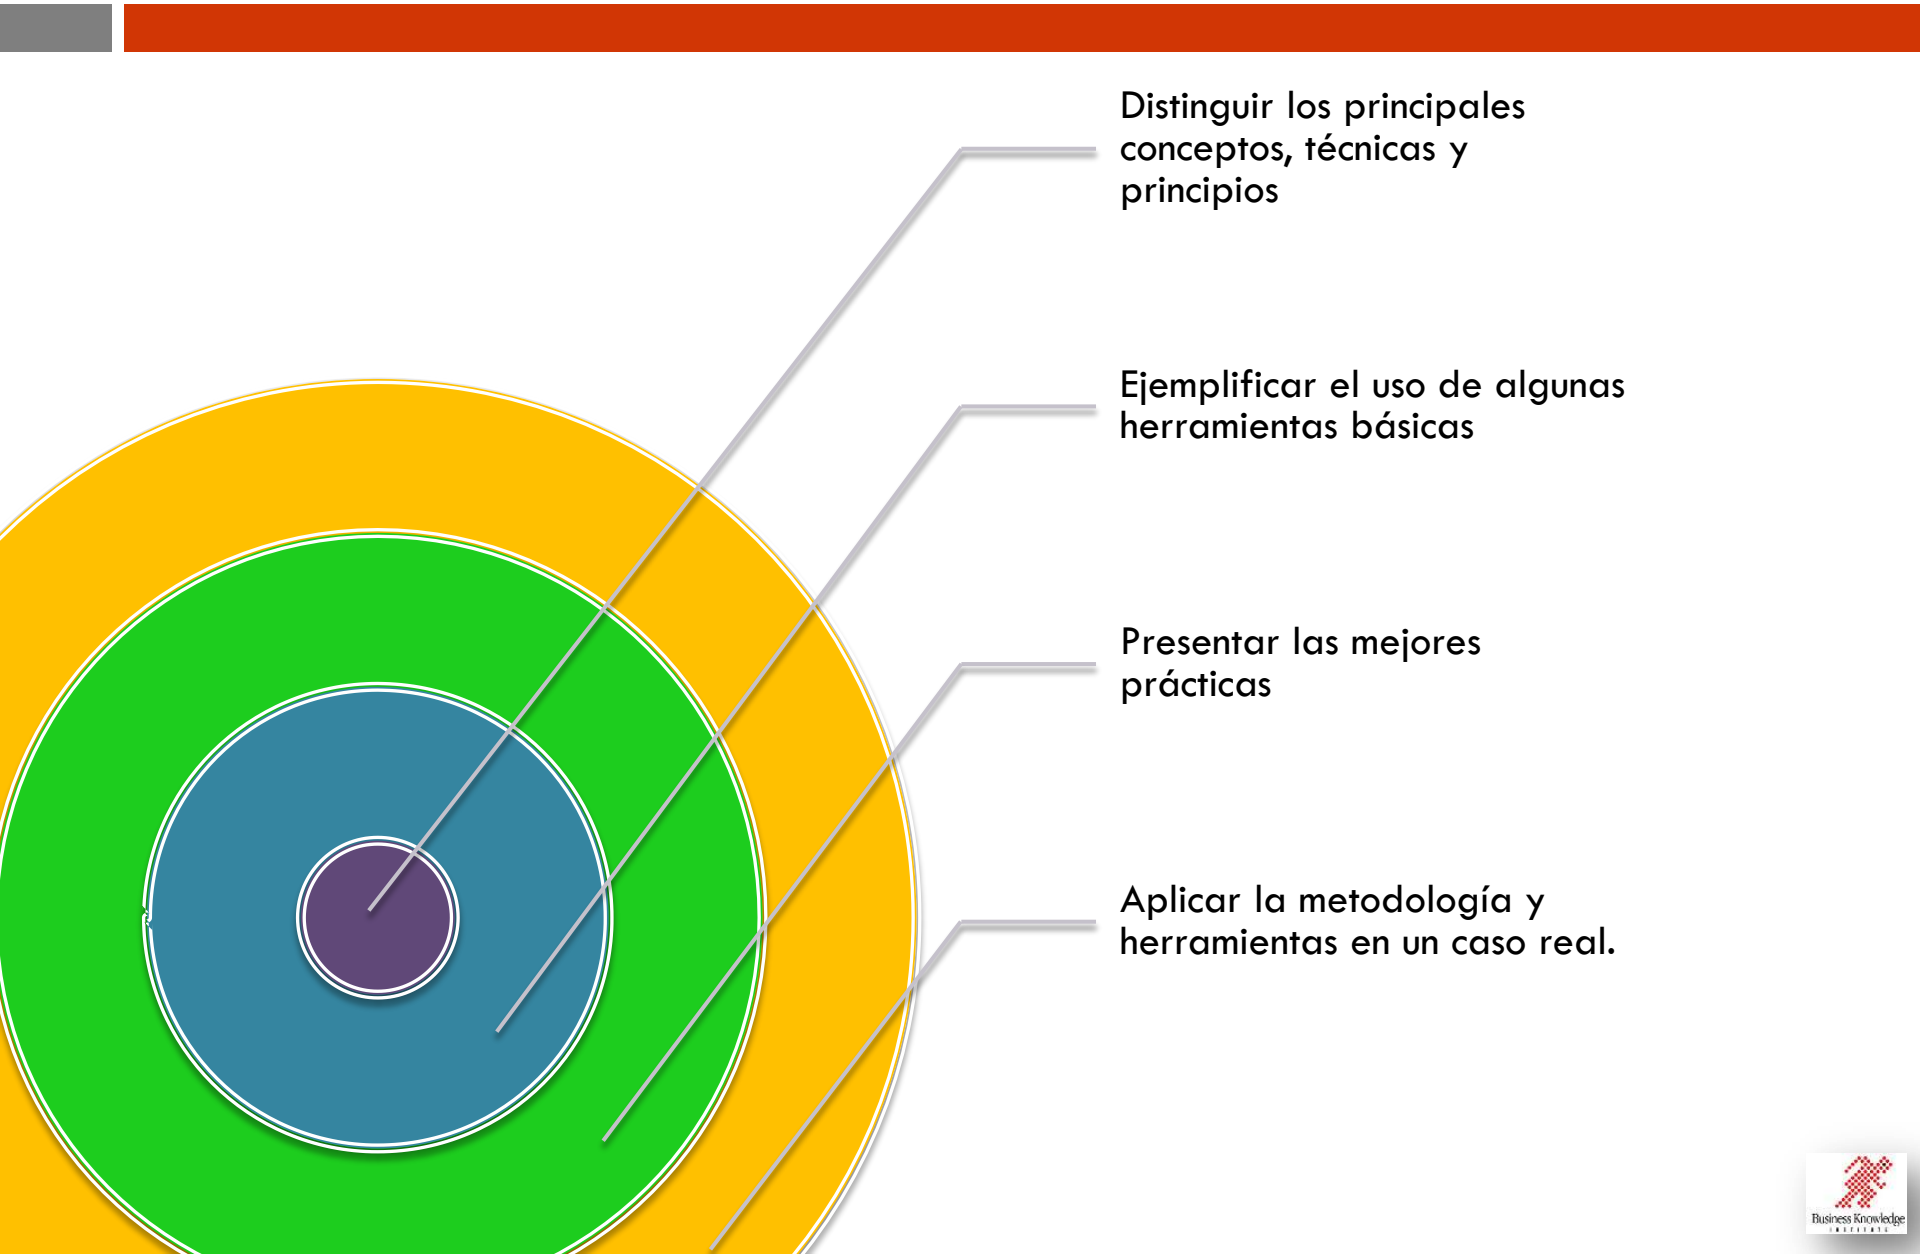 Distinguir los principales
conceptos, técnicas y
principios
Ejemplificar el uso de algunas
herramientas básicas
Presentar las mejores
prácticas
Aplicar la metodología y
herramientas en un caso real.
Business Knowledge
INSTITUTE